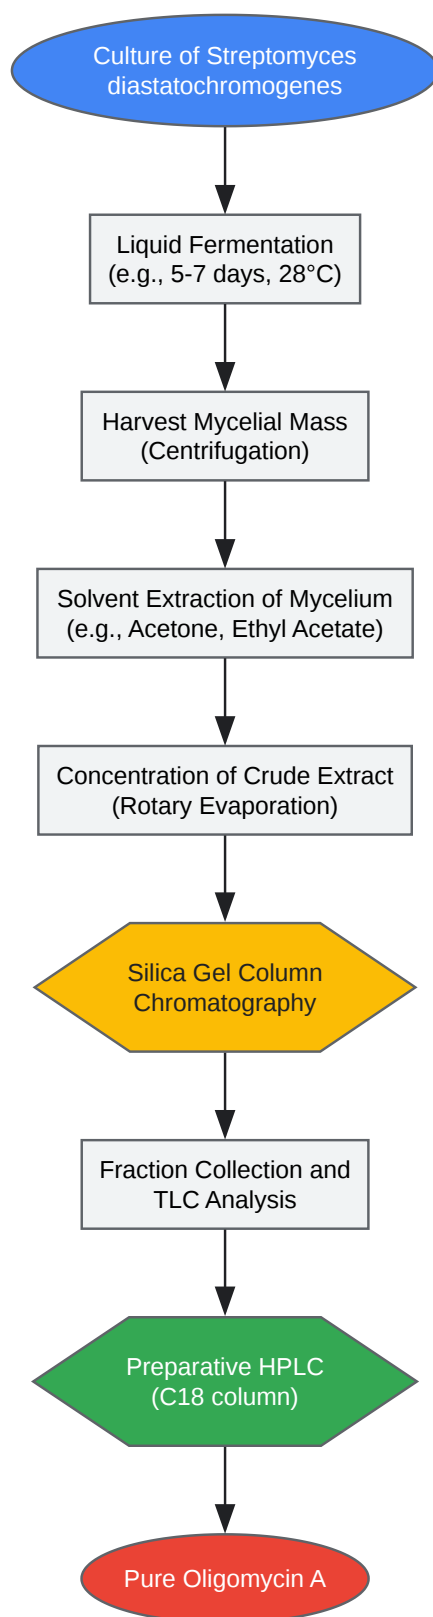 Culture of Streptomyces
diastatochromogenes
Liquid Fermentation
(e.g., 5-7 days, 28°C)
Harvest Mycelial Mass
(Centrifugation)
Solvent Extraction of Mycelium
(e.g., Acetone, Ethyl Acetate)
Concentration of Crude Extract
(Rotary Evaporation)
Silica Gel Column
Chromatography
Fraction Collection and
TLC Analysis
Preparative HPLC
(C18 column)
Pure Oligomycin A